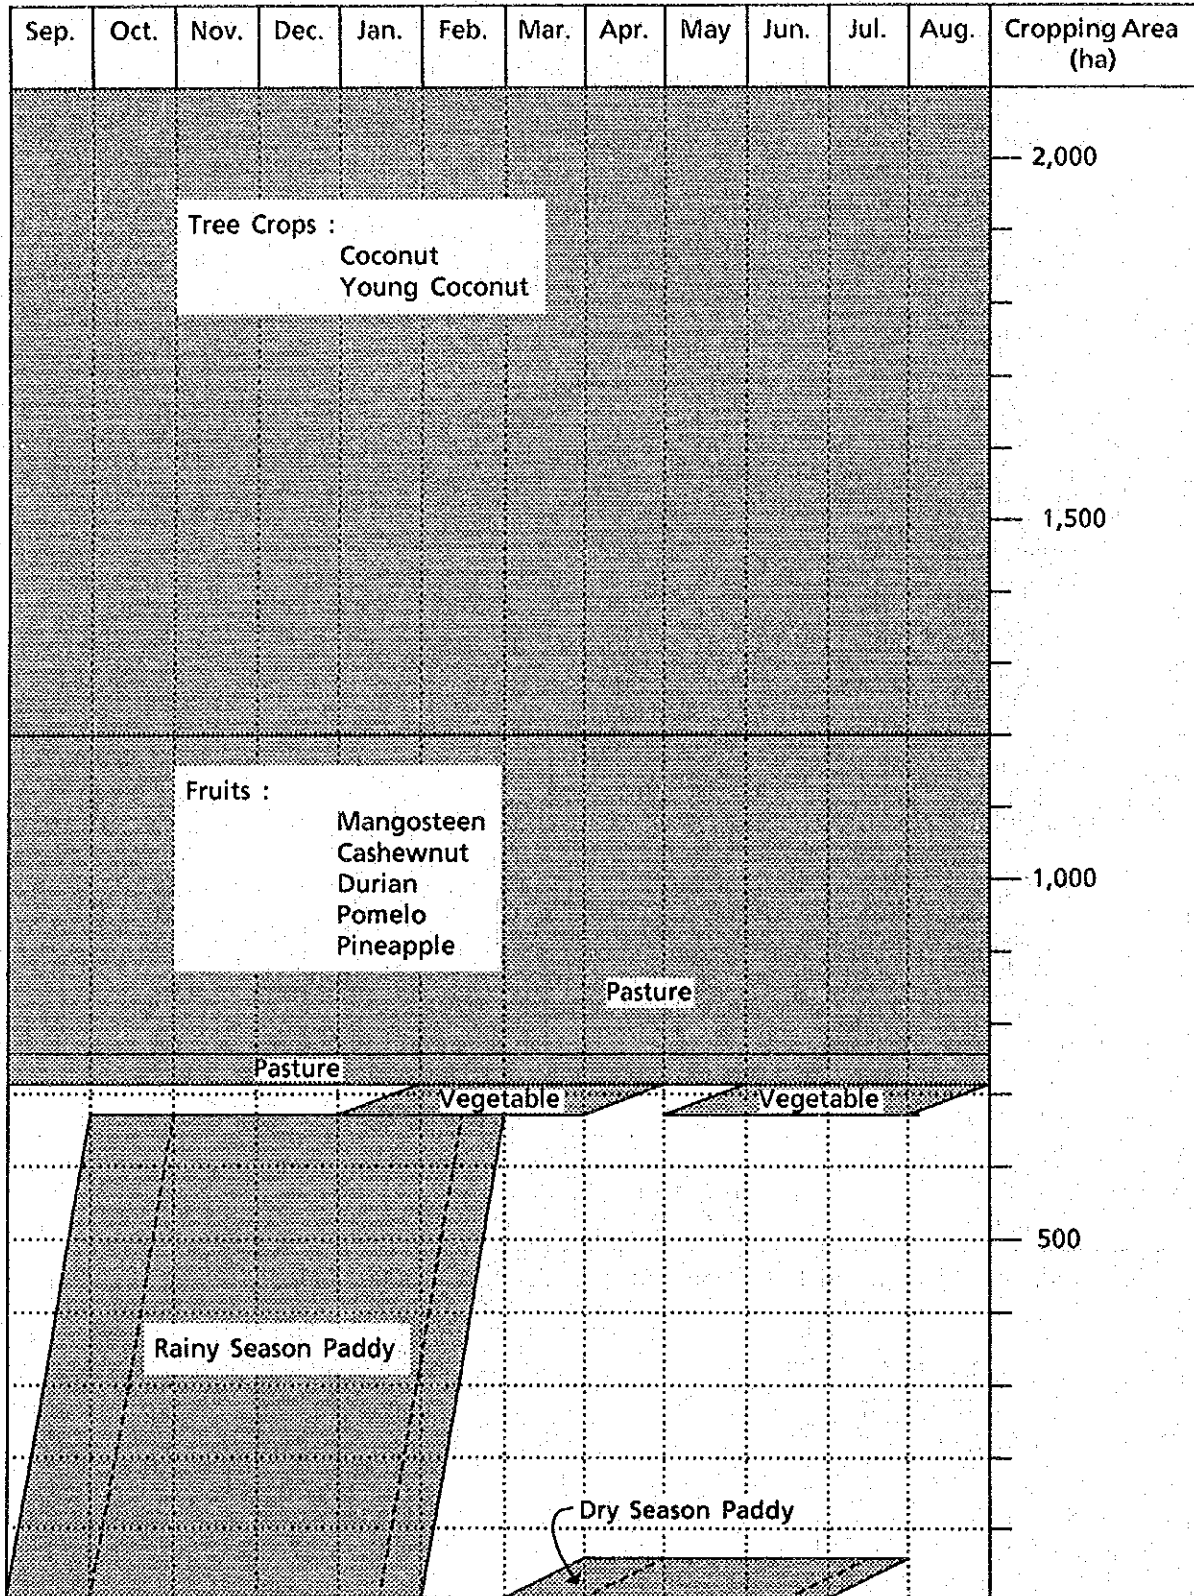 Sep. Oct. Nov. Dec. Jan. Feb. Mar. Apr. May Jun. Jul. Aug. Cropping Area
(ha)
2,000
Tree Crops :
Coconut
Young Coconut
1,500
Fruits :
Mangosteen
Cashewnut
Durian
Pomelo
Pineapple
1,000
Pasture
Pasture
Vegetable Vegetable
500
Rainy Season Paddy
Dry Season Paddy